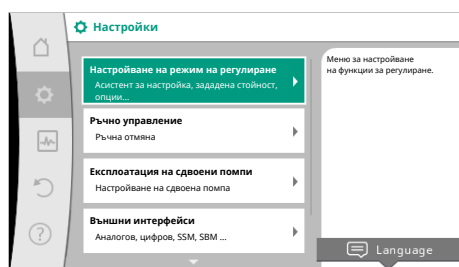 Настройки
Настройване на режим на регулиране
Асистент за настройка, зададена стойност,
опции...
Ръчно управление
Ръчна отмяна
Експлоатация на сдвоени помпи
Настройване на сдвоена помпа
Външни интерфейси
Аналогов, цифров, SSM, SBM ...
Меню за настройване
на функции за регулиране.
Language